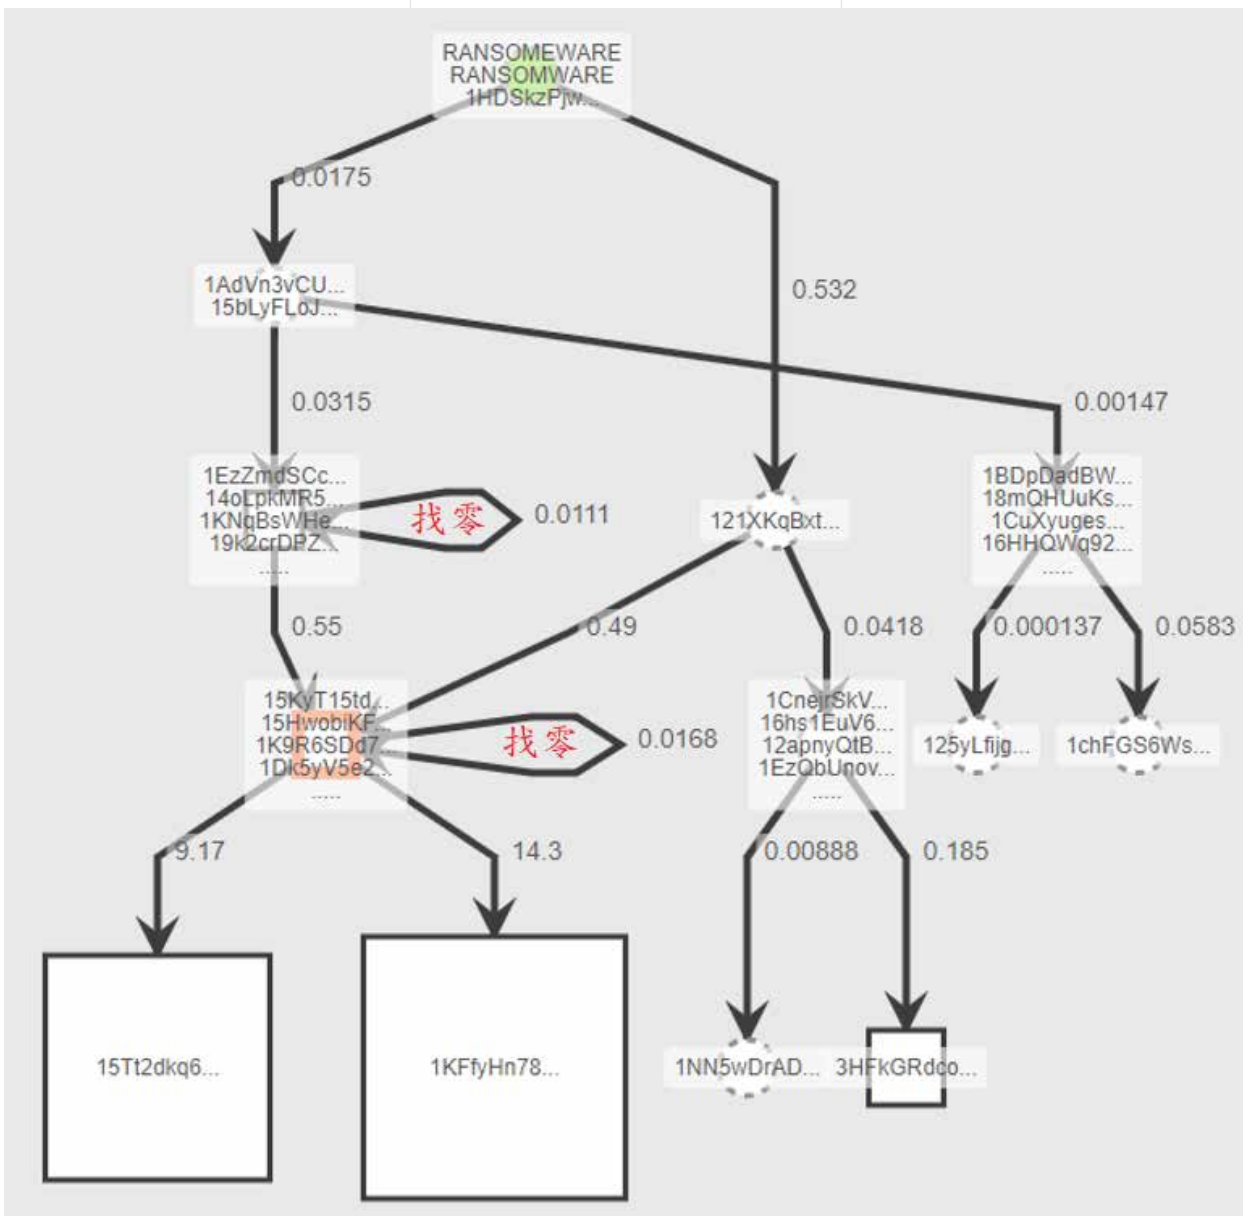 RANSOMEWARE
RANSOMWARE
1HDSkzPjw...
0.0175
0.532
1AdVn3vCU...
15bLyFLoJ...
0.0315
0.00147
1EzZmdSCc...
14oLpkMR5...
1KNqBsWHe...
19k2crDPZ...
.....
找零
0.0111
121XKqBxt...
1BDpDadBW...
18mQHUuKs...
1CuXyuges...
16HHQWq92...
.....
0.55
0.49
0.0418
0.000137
0.0583
15KyT15td...
15HwobiKF...
1K9R6SDd7...
1Dk5yV5e2...
.....
找零
0.0168
1CnejrSkV...
16hs1EuV6...
12apnyQtB...
1EzQbUnov...
.....
125yLfijg...
1chFGS6Ws...
9.17
14.3
0.00888
0.185
15Tt2dkq6...
1KFfyHn78...
1NN5wDrAD...
3HFkGRdco...